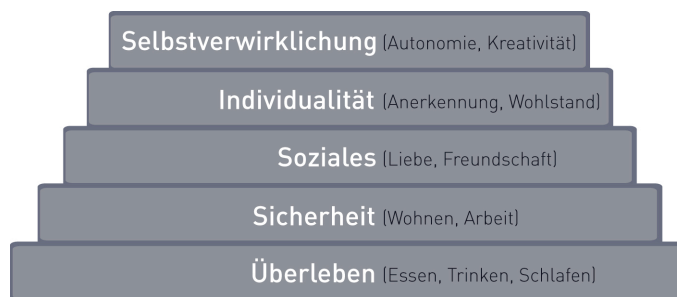 Selbstverwirklichung (Autonomie, Kreativität)
Individualität (Anerkennung, Wohlstand)
Soziales (Liebe, Freundschaft)
Sicherheit (Wohnen, Arbeit)
Überleben (Essen, Trinken, Schlafen)